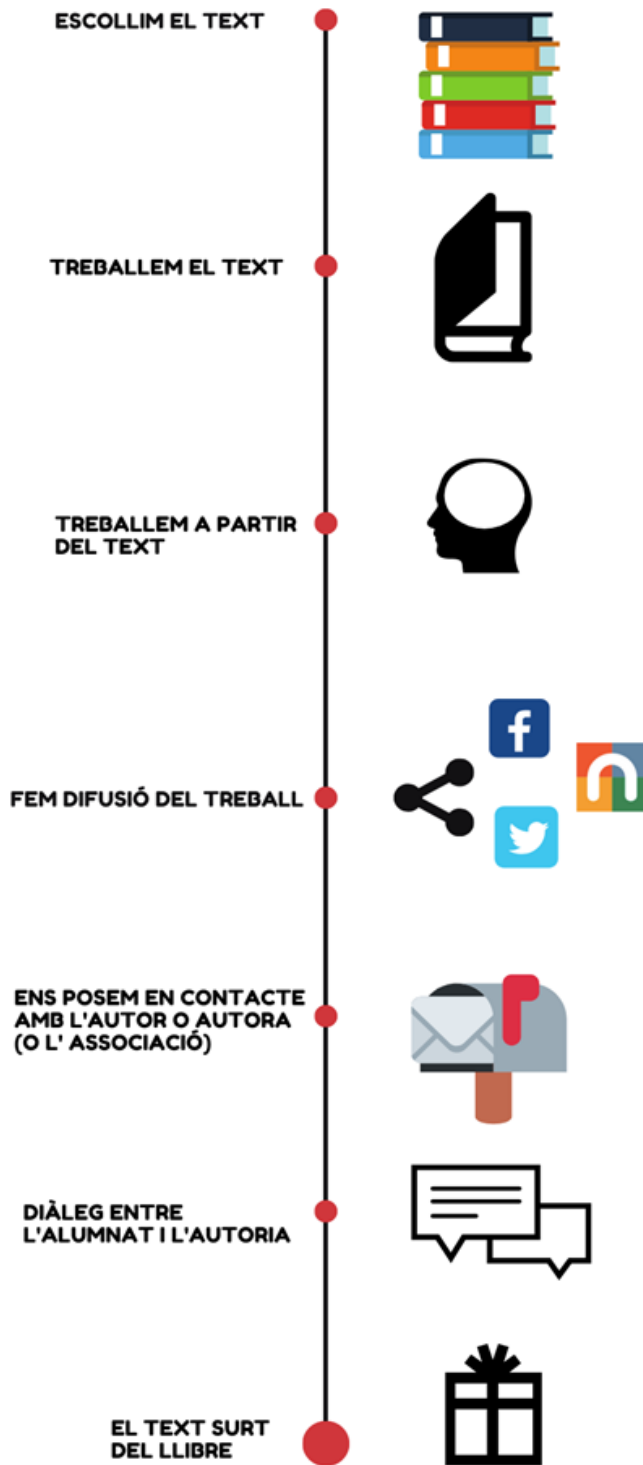 ESCOLLIM EL TEXT
TREBALLEM EL TEXT
TREBALLEM A PARTIR
DEL TEXT
FEM DIFUSIÓ DEL TREBALL
ENS POSEM EN CONTACTE
AMB L'AUTOR O AUTORA
(O L' ASSOCIACIÓ)
DIÀLEG ENTRE
L'ALUMNAT I L'AUTORIA
EL TEXT SURT
DEL LLIBRE